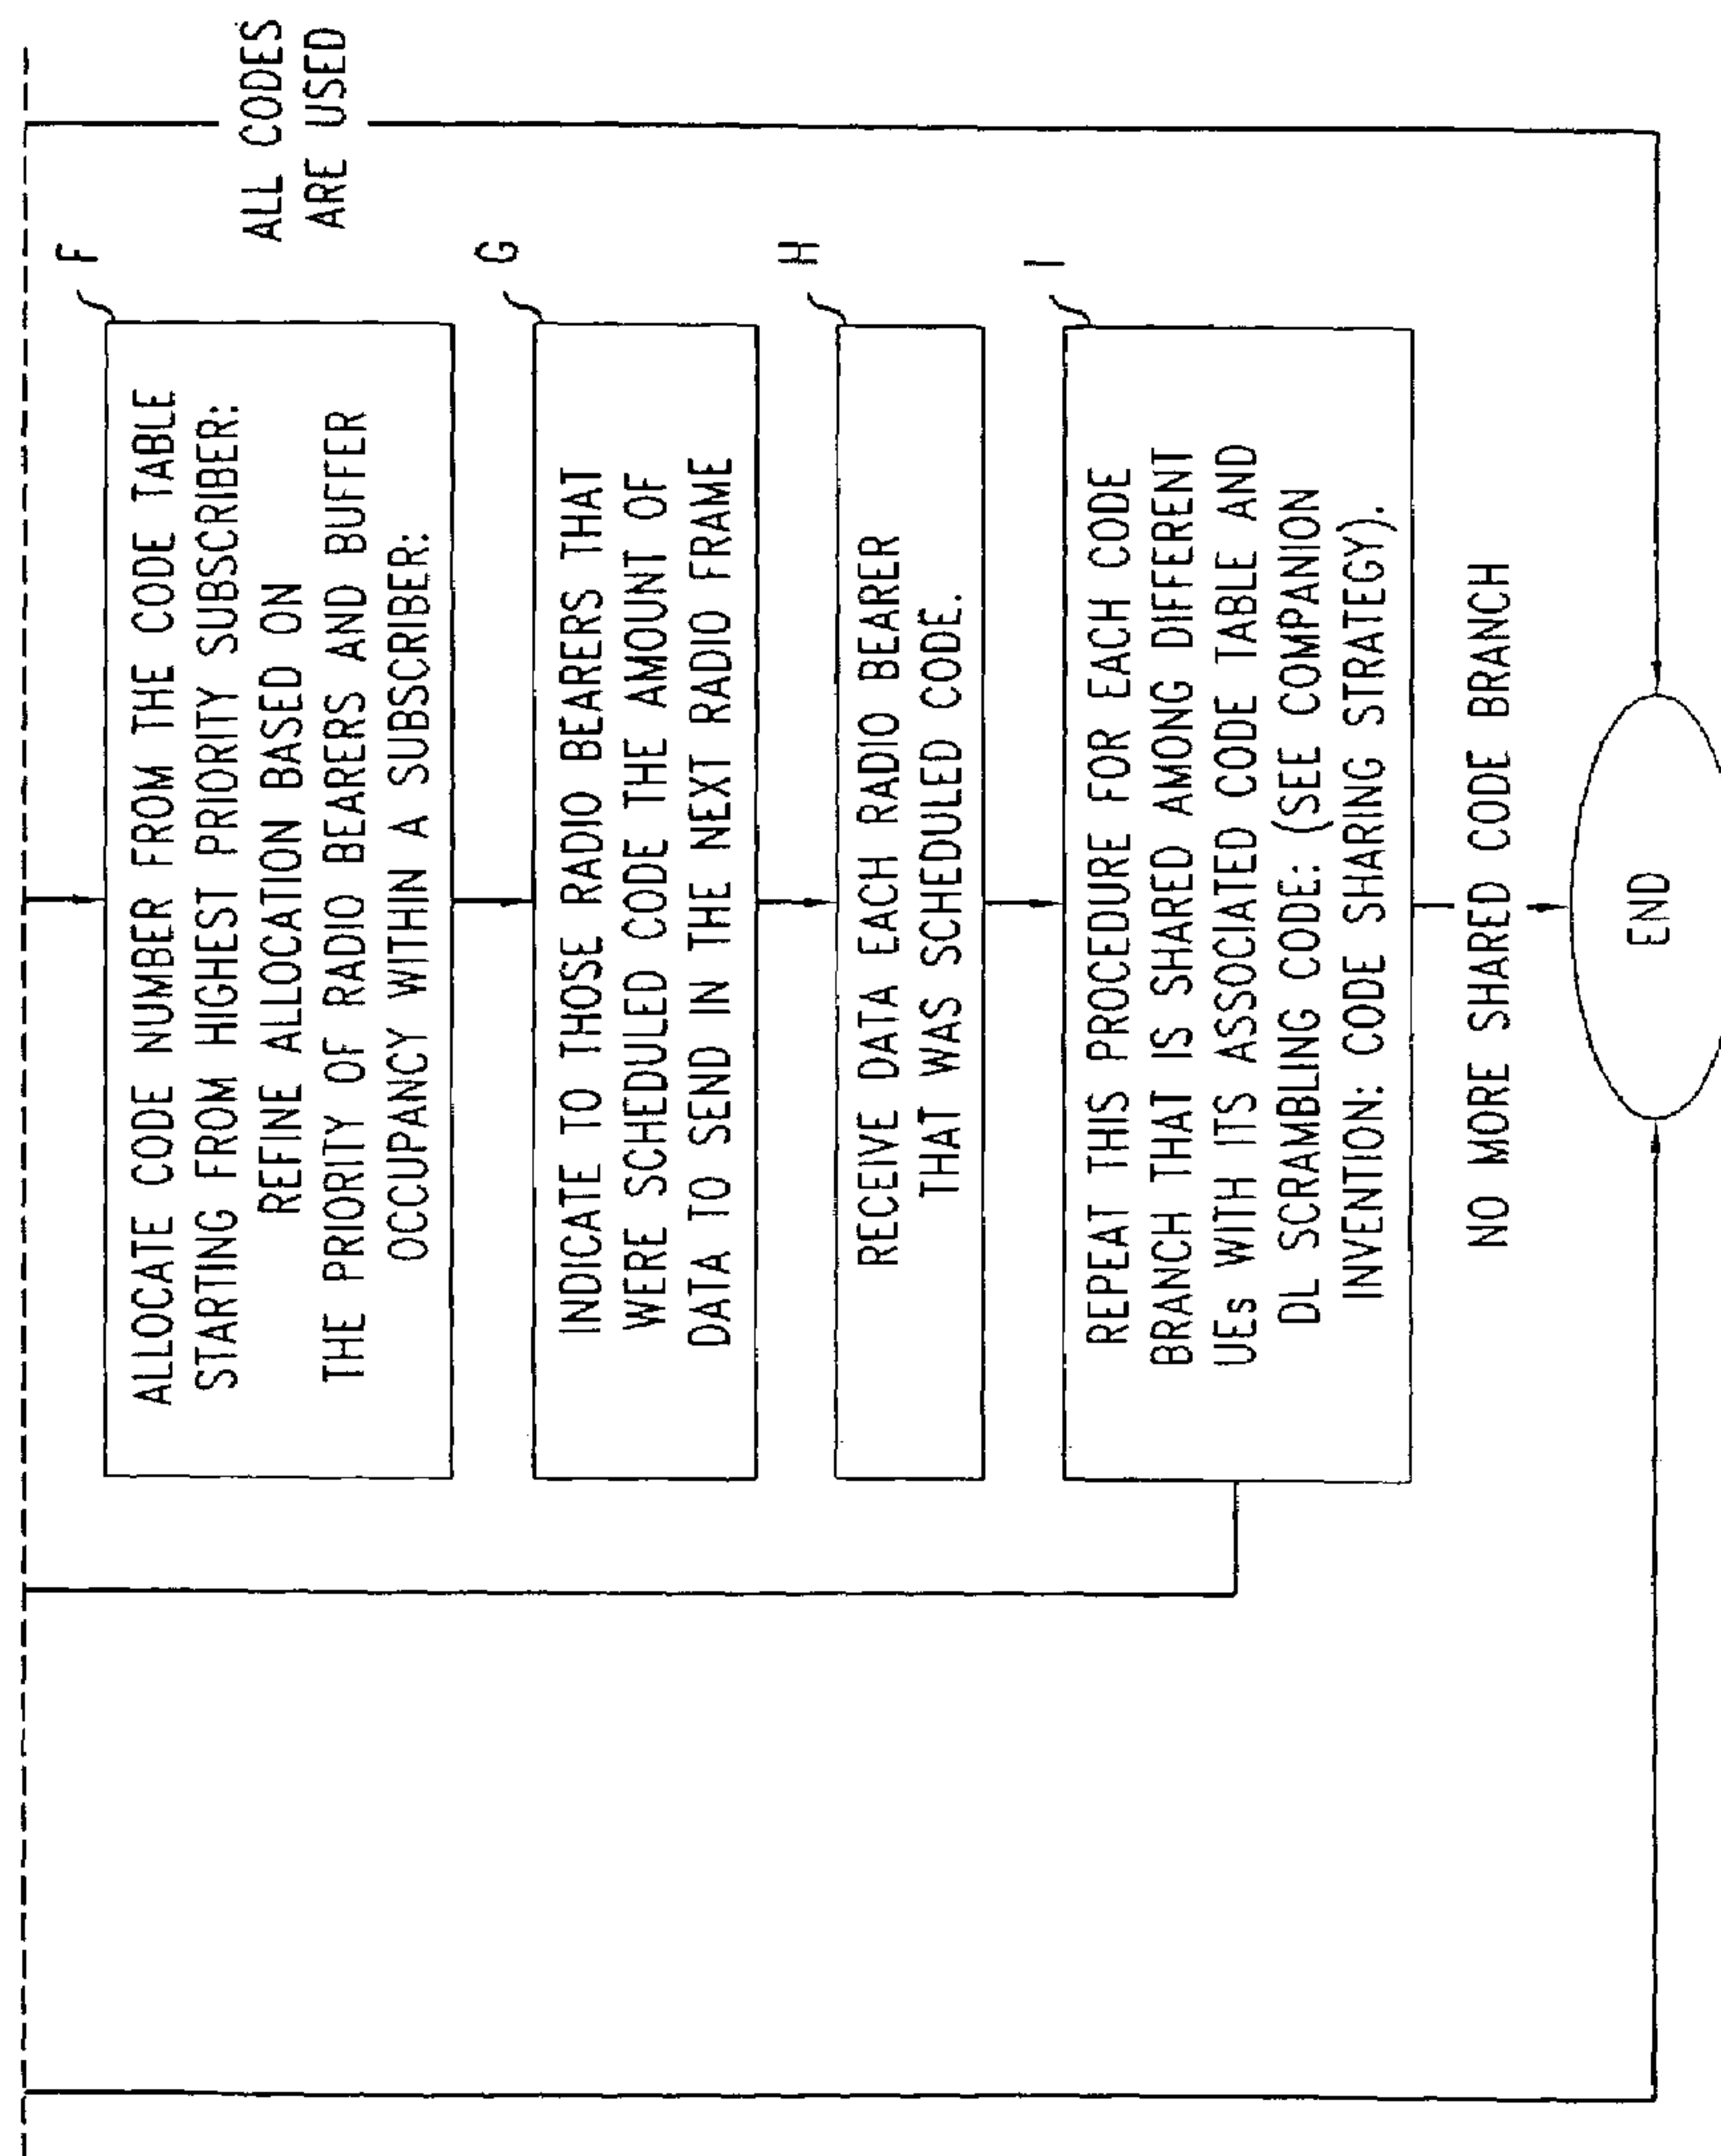 ALL CODES
ARE USED
F
ALLOCATE CODE NUMBER FROM THE CODE TABLE
STARTING FROM HIGHEST PRIORITY SUBSCRIBER:
REFINE ALLOCATION BASED ON
THE PRIORITY OF RADIO BEARERS AND BUFFER
OCCUPANCY WITHIN A SUBSCRIBER:
G
INDICATE TO THOSE RADIO BEARERS THAT
WERE SCHEDULED CODE THE AMOUNT OF
DATA TO SEND IN THE NEXT RADIO FRAME
H
RECEIVE DATA EACH RADIO BEARER
THAT WAS SCHEDULED CODE.
I
REPEAT THIS PROCEDURE FOR EACH CODE
BRANCH THAT IS SHARED AMONG DIFFERENT
UEs WITH ITS ASSOCIATED CODE TABLE AND
DL SCRAMBLING CODE: (SEE COMPANION
INVENTION: CODE SHARING STRATEGY).
NO MORE SHARED CODE BRANCH
END